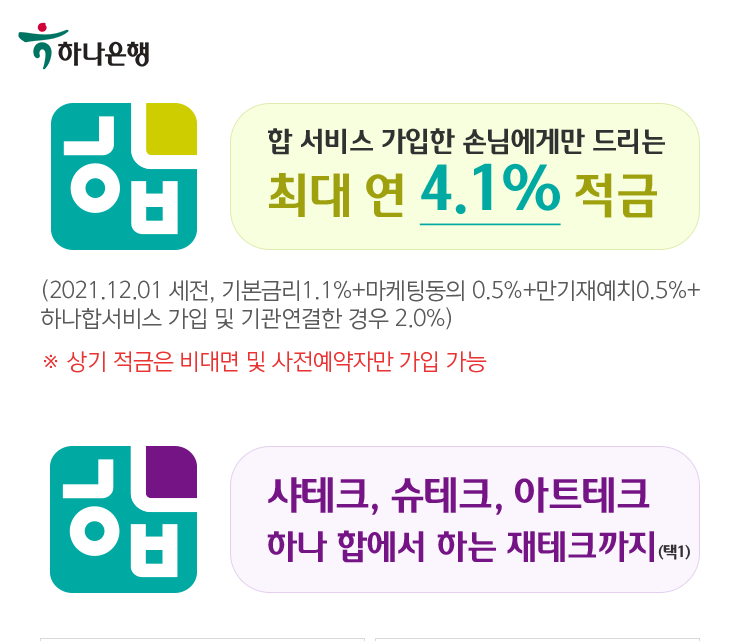 하나은행
합
합 서비스 가입한 손님에게만 드리는
최대 연 4.1% 적금
(2021.12.01 세전, 기본금리1.1%+마케팅동의 0.5%+만기재예치0.5%+
하나합서비스 가입 및 기관연결한 경우 2.0%)
※ 상기 적금은 비대면 및 사전예약자만 가입 가능
합
샤테크, 슈테크, 아트테크
하나 합에서 하는 재테크까지(택1)